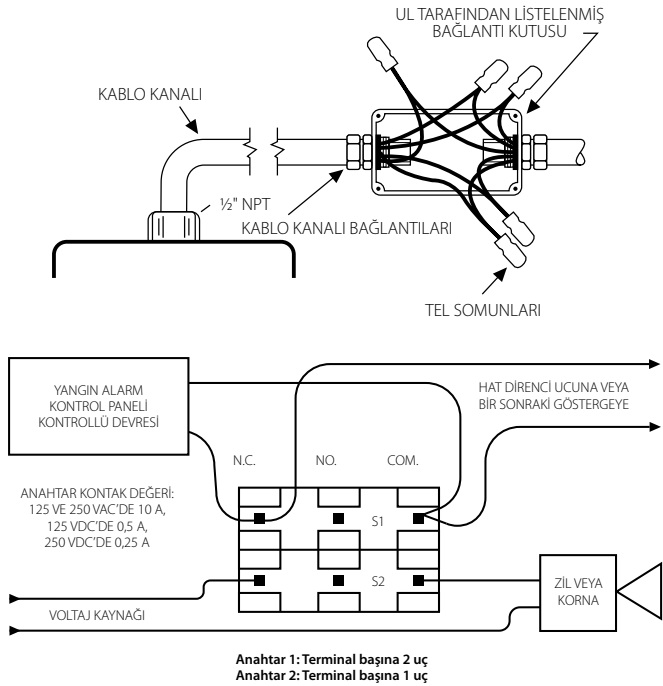 UL TARAFINDAN LİSTELENMİŞ
BAĞLANTI KUTUSU
KABLO KANALI
½" NPT
KABLO KANALI BAĞLANTILARI
TEL SOMUNLARI
YANGIN ALARM
KONTROL PANELİ
KONTROLLÜ DEVRESİ
HAT DİRENCİ UCUNA VEYA
BİR SONRAKİ GÖSTERGEYE
N.C. NO. COM.
ANAHTAR KONTAK DEĞERİ:
125 VE 250 VAC'DE 10 A,
125 VDC'DE 0,5 A,
250 VDC'DE 0,25 A
S1
S2
VOLTAJ KAYNAĞI
ZİL VEYA
KORNA
Anahtar 1: Terminal başına 2 uç
Anahtar 2: Terminal başına 1 uç